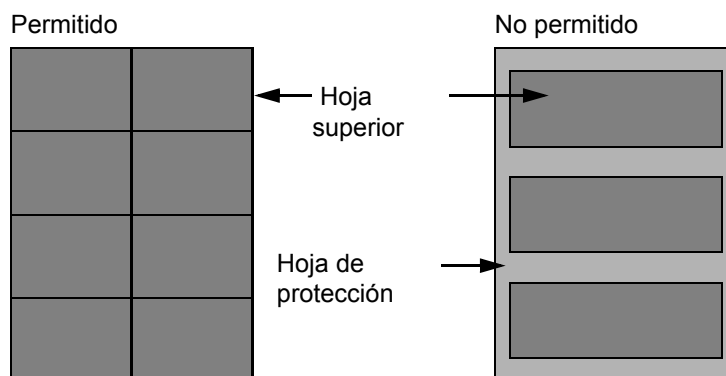 Permitido
No permitido
Hoja
superior
Hoja de
protección